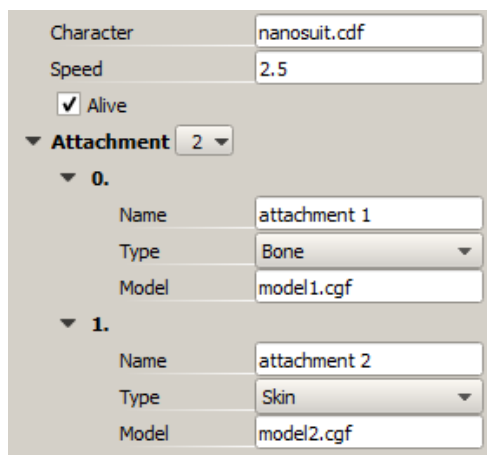 Character nanosuit.cdf
Speed 2.5
Alive
Attachment 2
0.
Name attachment 1
Type Bone
Model model1.cgf
1.
Name attachment 2
Type Skin
Model model2.cgf